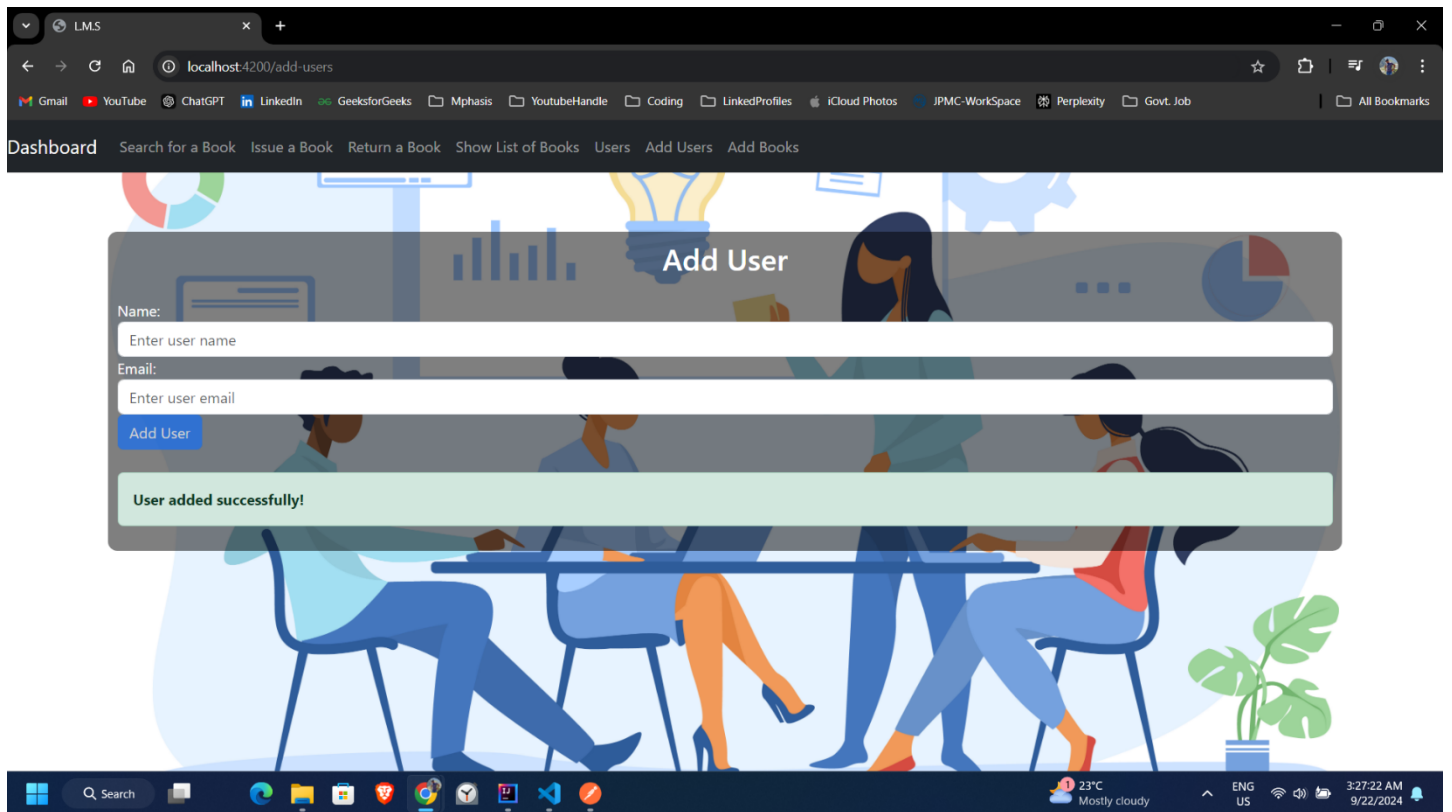 L.M.S
localhost:4200/add-users
Gmail YouTube ChatGPT LinkedIn GeeksforGeeks Mphasis YoutubeHandle Coding LinkedProfiles iCloud Photos JPMC-WorkSpace Perplexity Govt. Job All Bookmarks
Dashboard Search for a Book Issue a Book Return a Book Show List of Books Users Add Users Add Books
Add User
Name:
Enter user name
Email:
Enter user email
Add User
User added successfully!
Search 1 23°C ENG 3:27:22 AM
Mostly cloudy US 9/22/2024